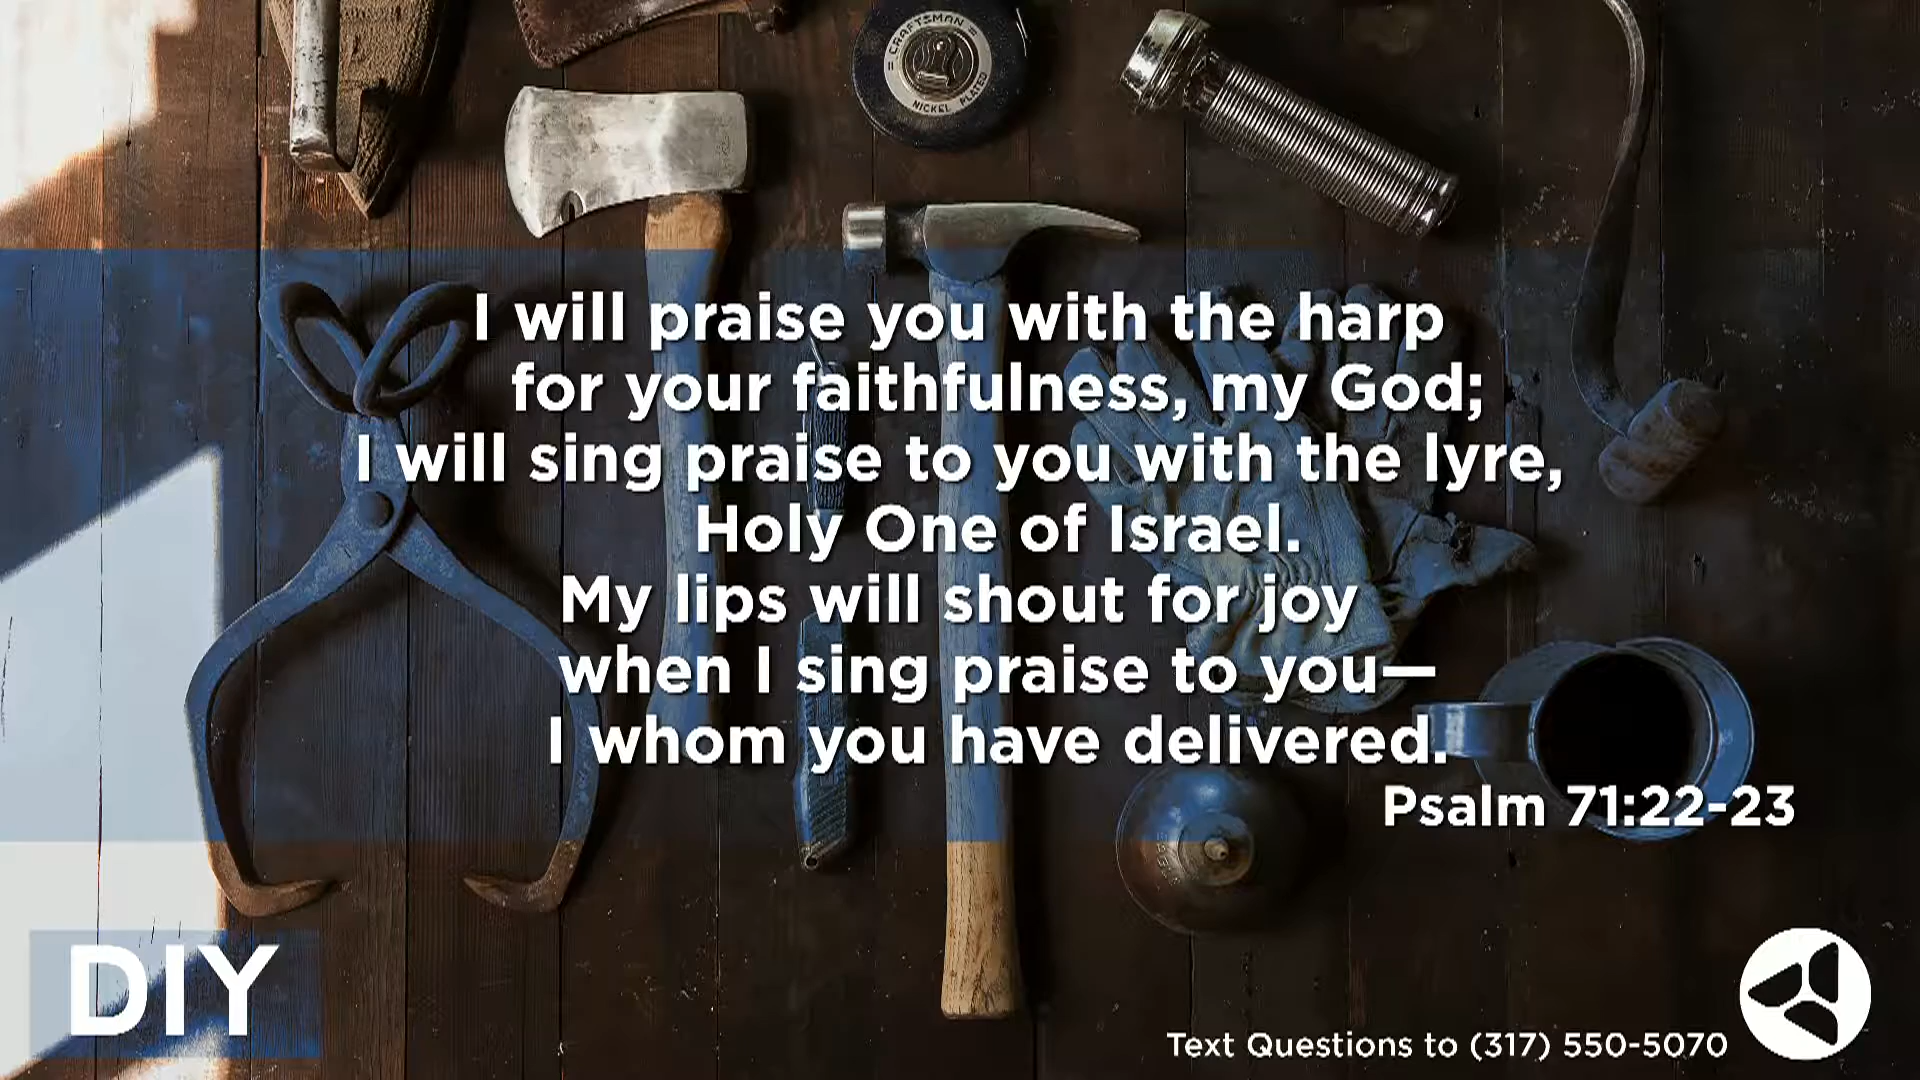 = CRAFTSMAN =
NICKEL PLATED
I will praise you with the harp
for your faithfulness, my God;
I will sing praise to you with the lyre,
Holy One of Israel.
My lips will shout for joy
when I sing praise to you—
I whom you have delivered.
Psalm 71:22-23
DIY
Text Questions to (317) 550-5070